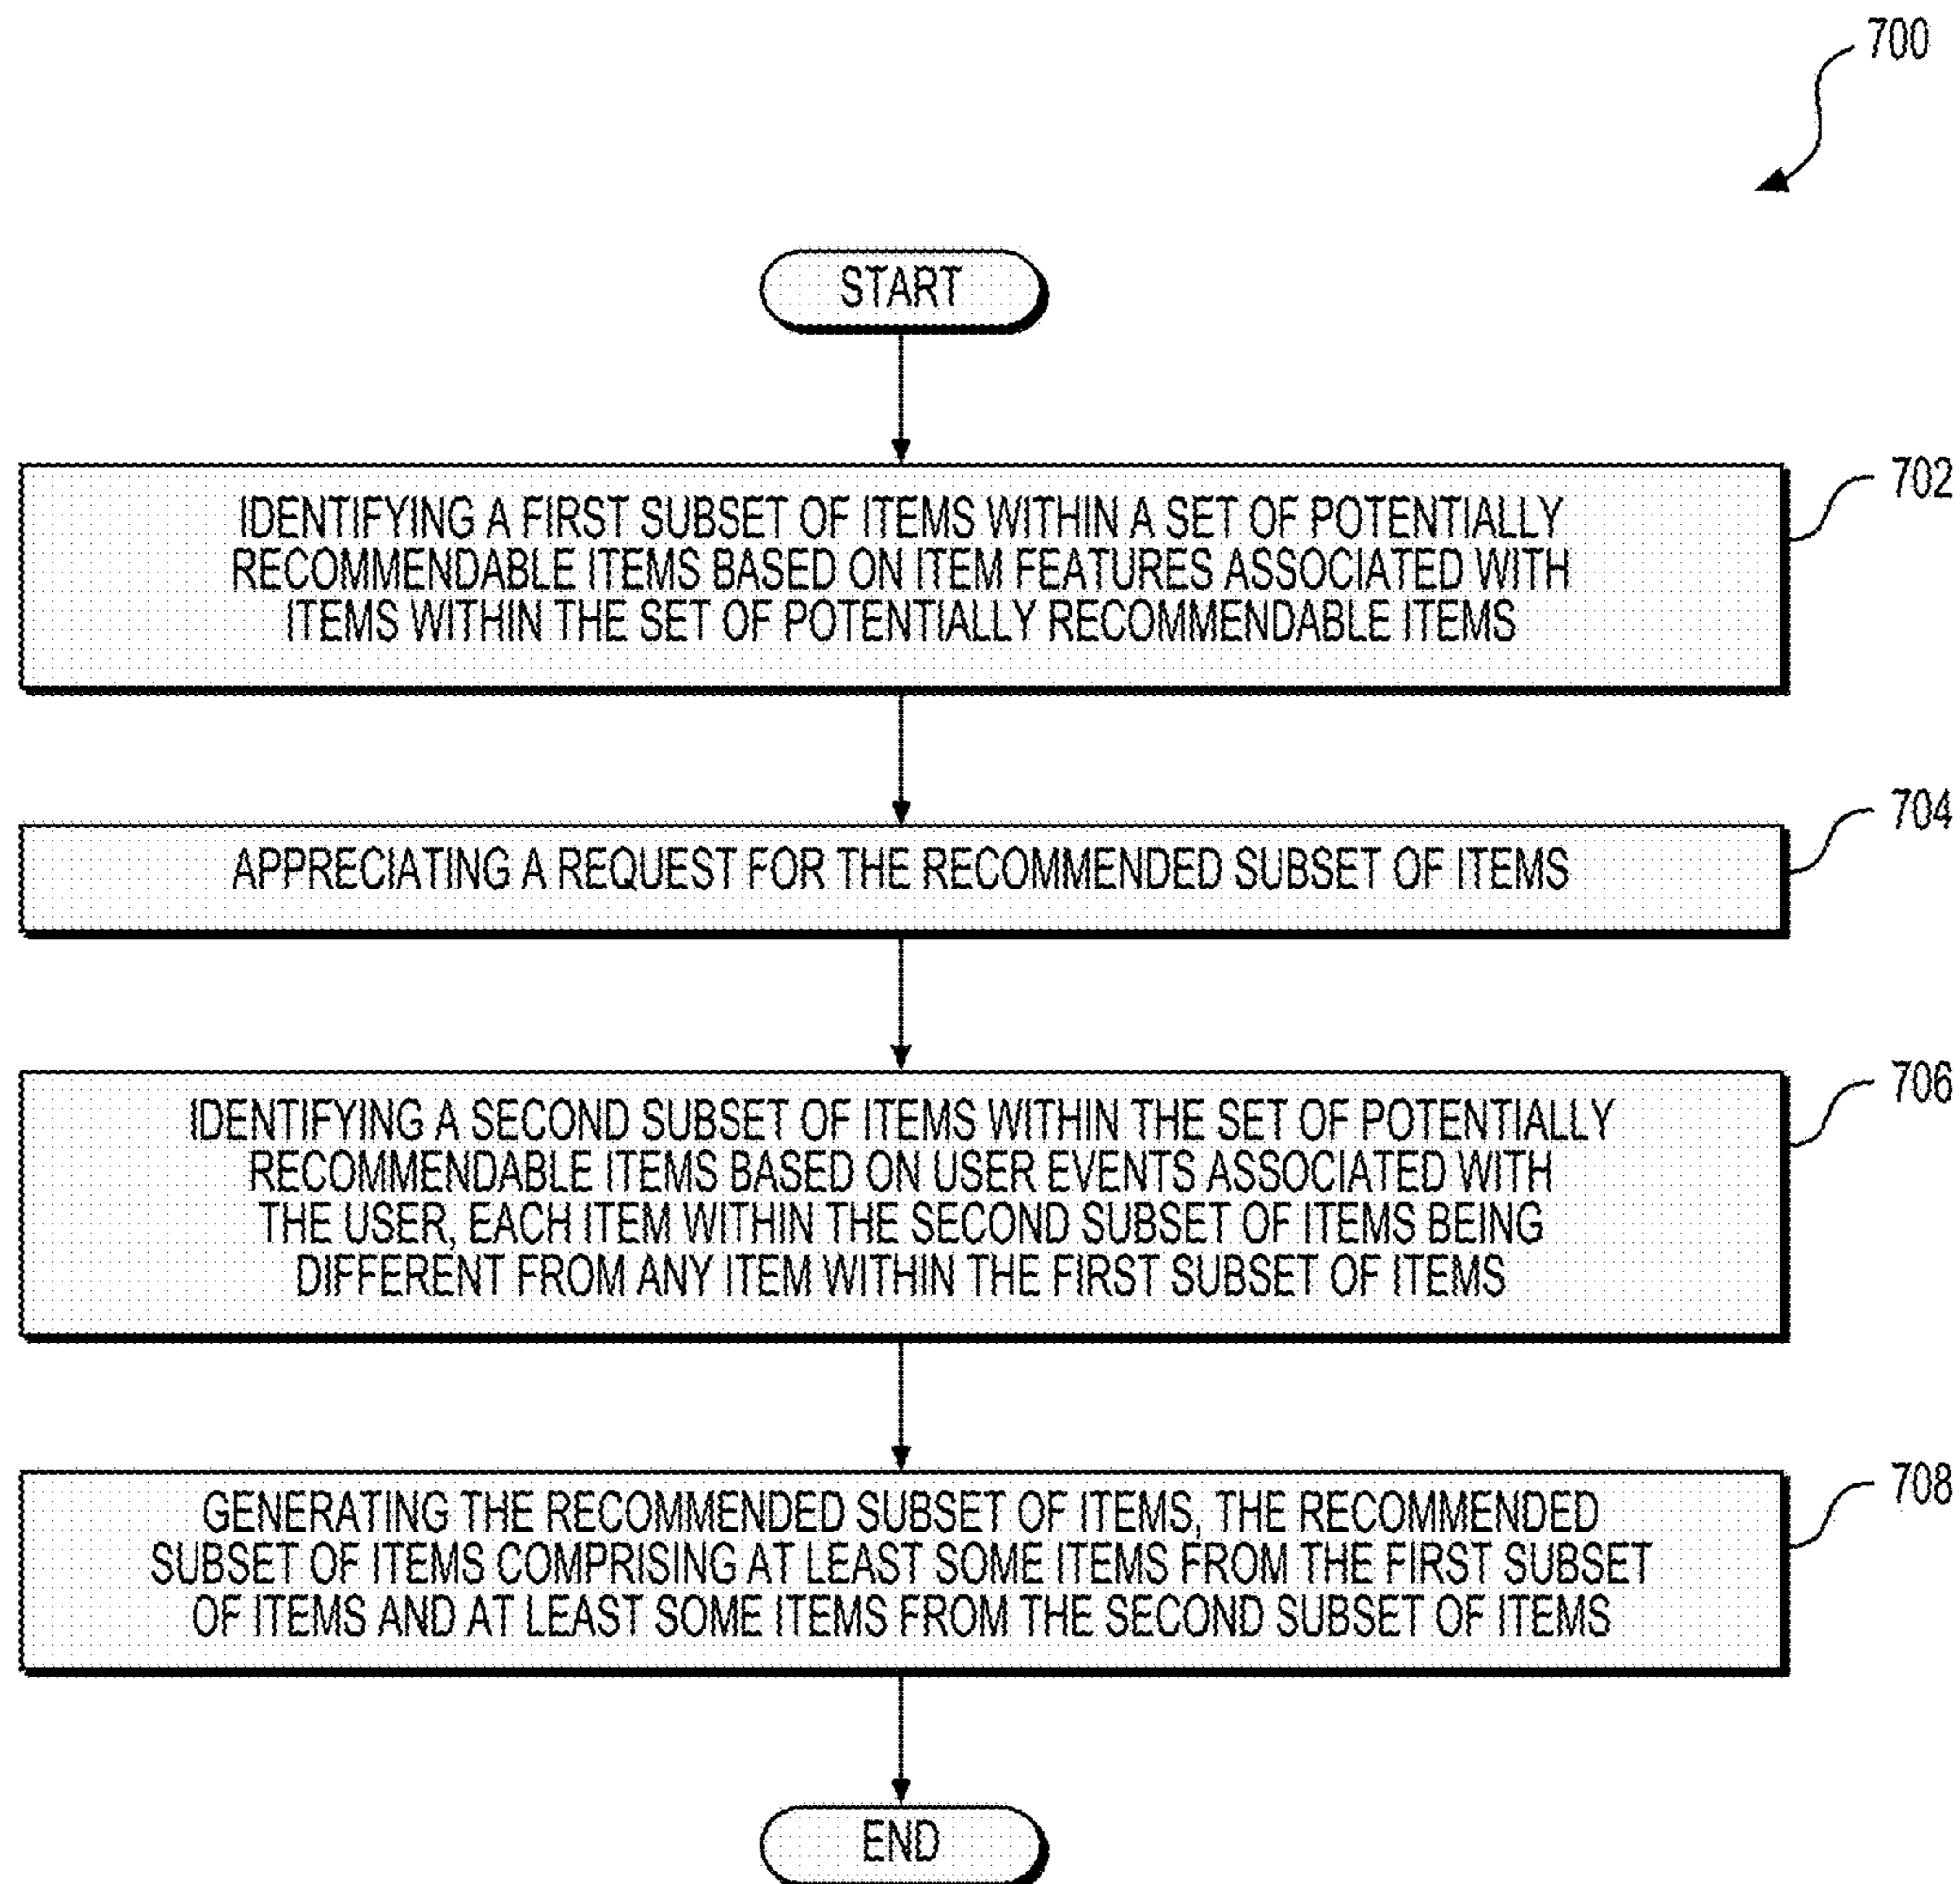 700
START
702
IDENTIFYING A FIRST SUBSET OF ITEMS WITHIN A SET OF POTENTIALLY
RECOMMENDABLE ITEMS BASED ON ITEM FEATURES ASSOCIATED WITH
ITEMS WITHIN THE SET OF POTENTIALLY RECOMMENDABLE ITEMS
704
APPRECIATING A REQUEST FOR THE RECOMMENDED SUBSET OF ITEMS
706
IDENTIFYING A SECOND SUBSET OF ITEMS WITHIN THE SET OF POTENTIALLY
RECOMMENDABLE ITEMS BASED ON USER EVENTS ASSOCIATED WITH
THE USER, EACH ITEM WITHIN THE SECOND SUBSET OF ITEMS BEING
DIFFERENT FROM ANY ITEM WITHIN THE FIRST SUBSET OF ITEMS
708
GENERATING THE RECOMMENDED SUBSET OF ITEMS, THE RECOMMENDED
SUBSET OF ITEMS COMPRISING AT LEAST SOME ITEMS FROM THE FIRST SUBSET
OF ITEMS AND AT LEAST SOME ITEMS FROM THE SECOND SUBSET OF ITEMS
END